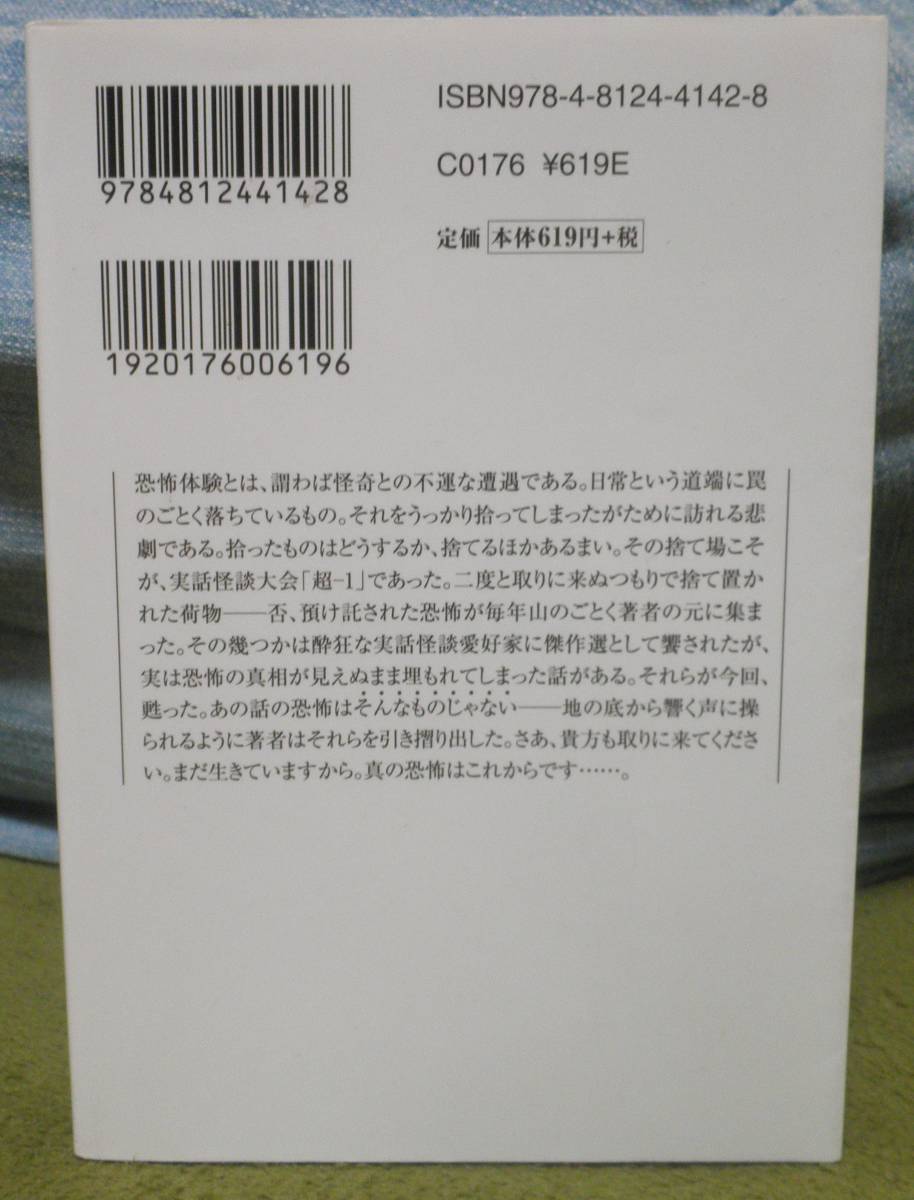 ISBN978-4-8124-4142-8
9784812441428
C0176 ¥619E
定価 本体619円+税
1920176006196
恐怖体験とは、謂わば怪奇との不運な遭遇である。日常という道端に罠
のごとく落ちているもの。それをうっかり拾ってしまったがために訪れる悲
劇である。拾ったものはどうするか、捨てるほかあるまい。その捨て場こそ
が、実話怪談大会「超-1」であった。二度と取りに来ぬつもりで捨て置か
れた荷物――否、預け託された恐怖が毎年山のごとく著者の元に集ま
った。その幾つかは酔狂な実話怪談愛好家に傑作選として饗されたが、
実は恐怖の真相が見えぬまま埋もれてしまった話がある。それらが今回、
甦った。あの話の恐怖はそんなものじゃない――地の底から響く声に操
られるように著者はそれらを引き摺り出した。さあ、貴方も取りに来てくださ
い。まだ生きていますから。真の恐怖はこれからです……。